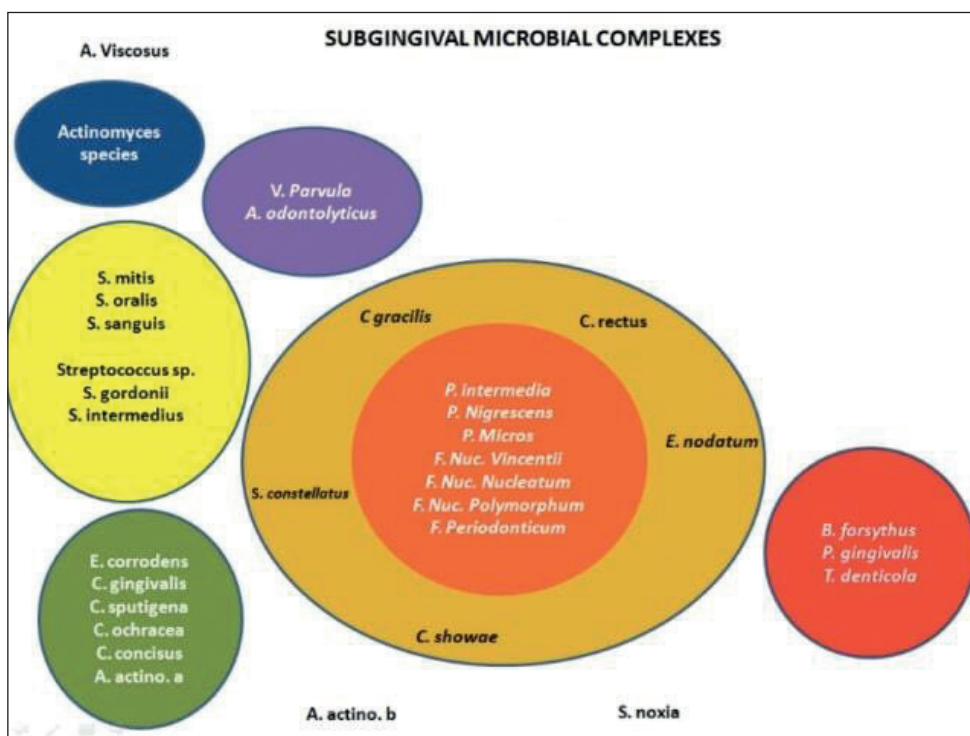 SUBGINGIVAL MICROBIAL COMPLEXES
A. Viscosus
Actinomyces
species
V. Parvula
A. odontolyticus
S. mitis
S. oralis
S. sanguis
Streptococcus sp.
S. gordonii
S. intermedius
E. corrodens
C. gingivalis
C. sputigena
C. ochracea
C. concisus
A. actino. a
C gracilis
C. rectus
E. nodatum
S. constellatus
C. showae
P. intermedia
P. Nigrescens
P. Micros
F. Nuc. Vincentii
F. Nuc. Nucleatum
F. Nuc. Polymorphum
F. Periodonticum
B. forsythus
P. gingivalis
T. denticola
A. actino. b
S. noxia